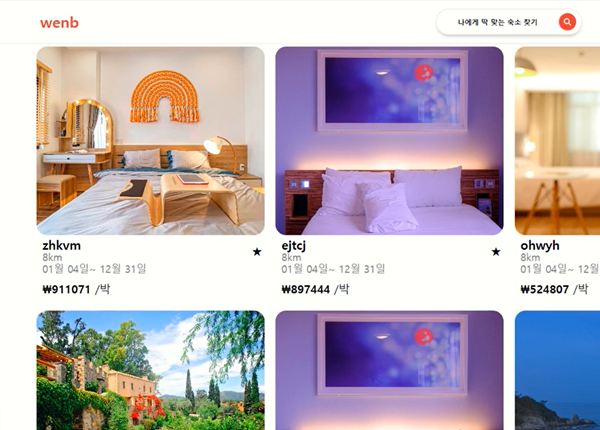 wenb
나에게 딱 맞는 숙소 찾기
zhkvm
★
8km
01월 04일~ 12월 31일
₩911071 /박
ejtcj
★
8km
01월 04일~ 12월 31일
₩897444 /박
ohwyh
8km
01월 04일~ 12월 31일
₩524807 /박